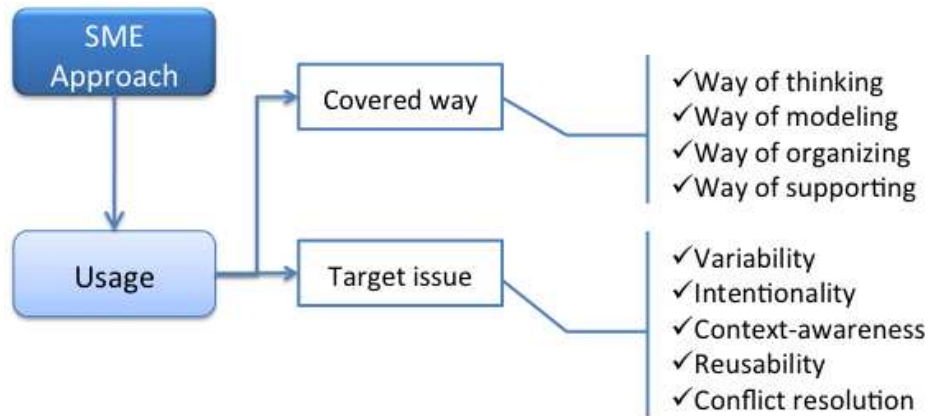 SME
Approach
Covered way
✓Way of thinking
✓Way of modeling
✓Way of organizing
✓Way of supporting
Usage
Target issue
✓Variability
✓Intentionality
✓Context-awareness
✓Reusability
✓Conflict resolution